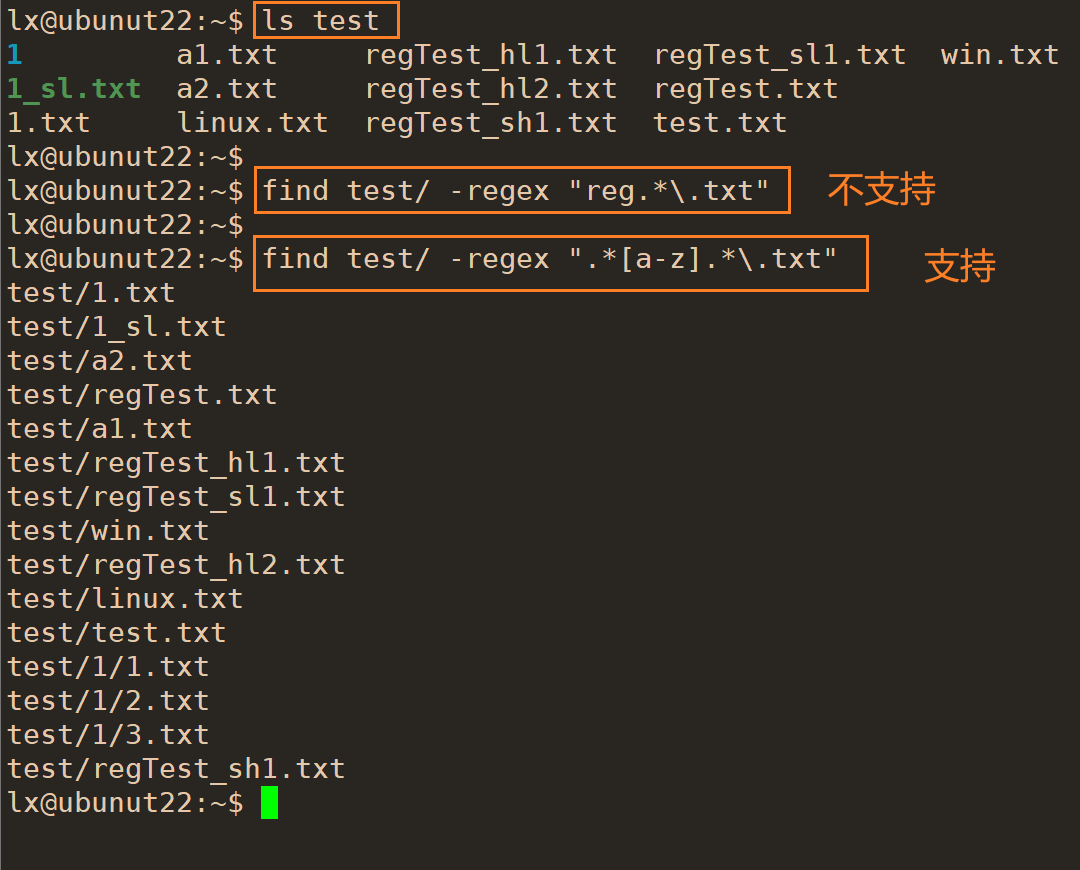 lx@ubunut22:~$ ls test
1 a1.txt regTest_hl1.txt regTest_sl1.txt win.txt
1_sl.txt a2.txt regTest_hl2.txt regTest.txt
1.txt linux.txt regTest_sh1.txt test.txt
lx@ubunut22:~$
lx@ubunut22:~$ find test/ -regex "reg.*\.txt" 不支持
lx@ubunut22:~$
lx@ubunut22:~$ find test/ -regex ".*[a-z].*\.txt" 支持
test/1.txt
test/1_sl.txt
test/a2.txt
test/regTest.txt
test/a1.txt
test/regTest_hl1.txt
test/regTest_sl1.txt
test/win.txt
test/regTest_hl2.txt
test/linux.txt
test/test.txt
test/1/1.txt
test/1/2.txt
test/1/3.txt
test/regTest_sh1.txt
lx@ubunut22:~$